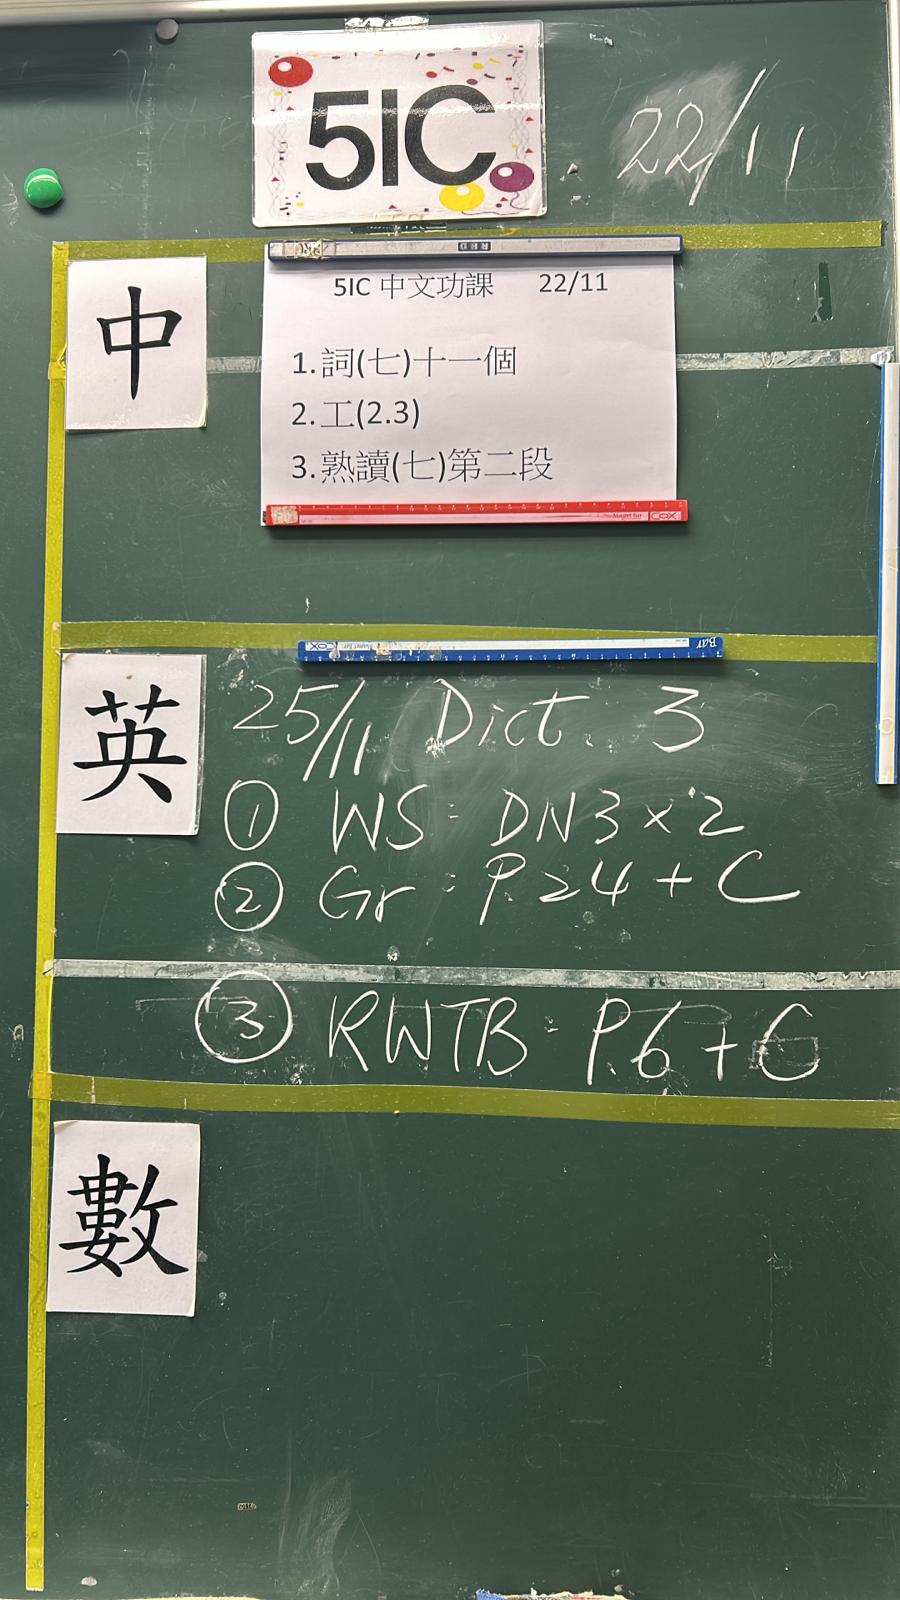 5IC
22/11
中
5IC 中文功課 22/11
1. 詞(七)十一個
2. 工(2.3)
3. 熟讀(七)第二段
英
25/11 Dict. 3
① WS: DN3 x 2
② Gr: P.24 + C
③ RWTB: P.6 + C
數